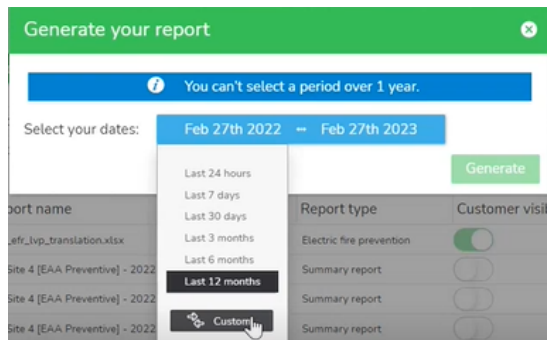 Generate your report
You can't select a period over 1 year.
Select your dates: Feb 27th 2022 ↔ Feb 27th 2023
Last 24 hours
Generate
Last 7 days
port name Report type Customer visi
Last 30 days
_efr_lvp_translation.xlsx Last 3 months Electric fire prevention
Last 6 months
Site 4 [EAA Preventive] - 2022 Last 12 months Summary report
Site 4 [EAA Preventive] - 2022 Summary report
Site 4 [EAA Preventive] - 2022 Custom Summary report